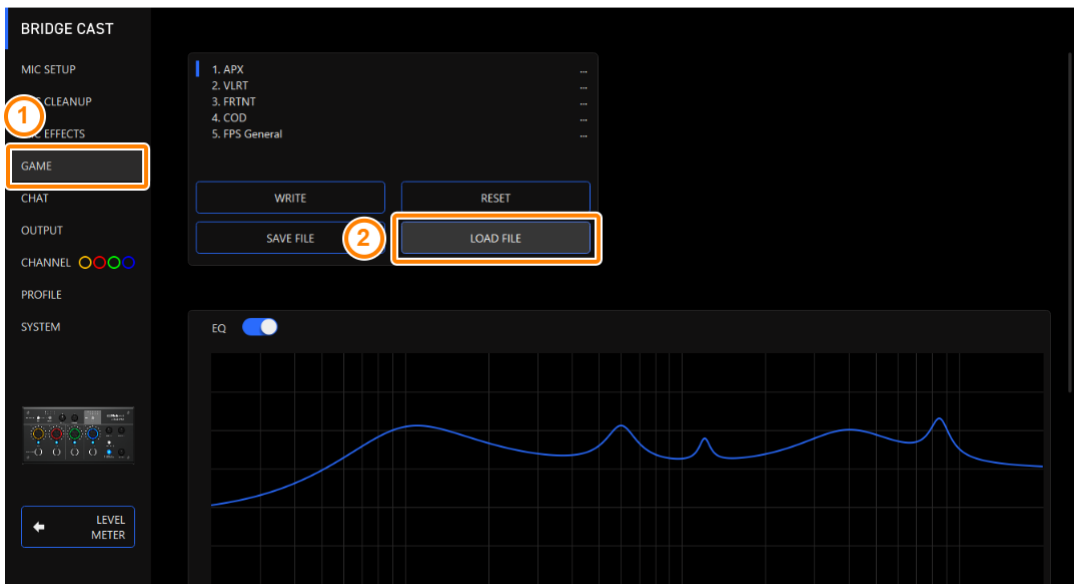 BRIDGE CAST
MIC SETUP
CLEANUP
EFFECTS
GAME
CHAT
OUTPUT
CHANNEL
PROFILE
SYSTEM
LEVEL
METER
1
1. APX ...
2. VLRT ...
3. FRTNT ...
4. COD ...
5. FPS General ...
WRITE
RESET
SAVE FILE
2
LOAD FILE
EQ